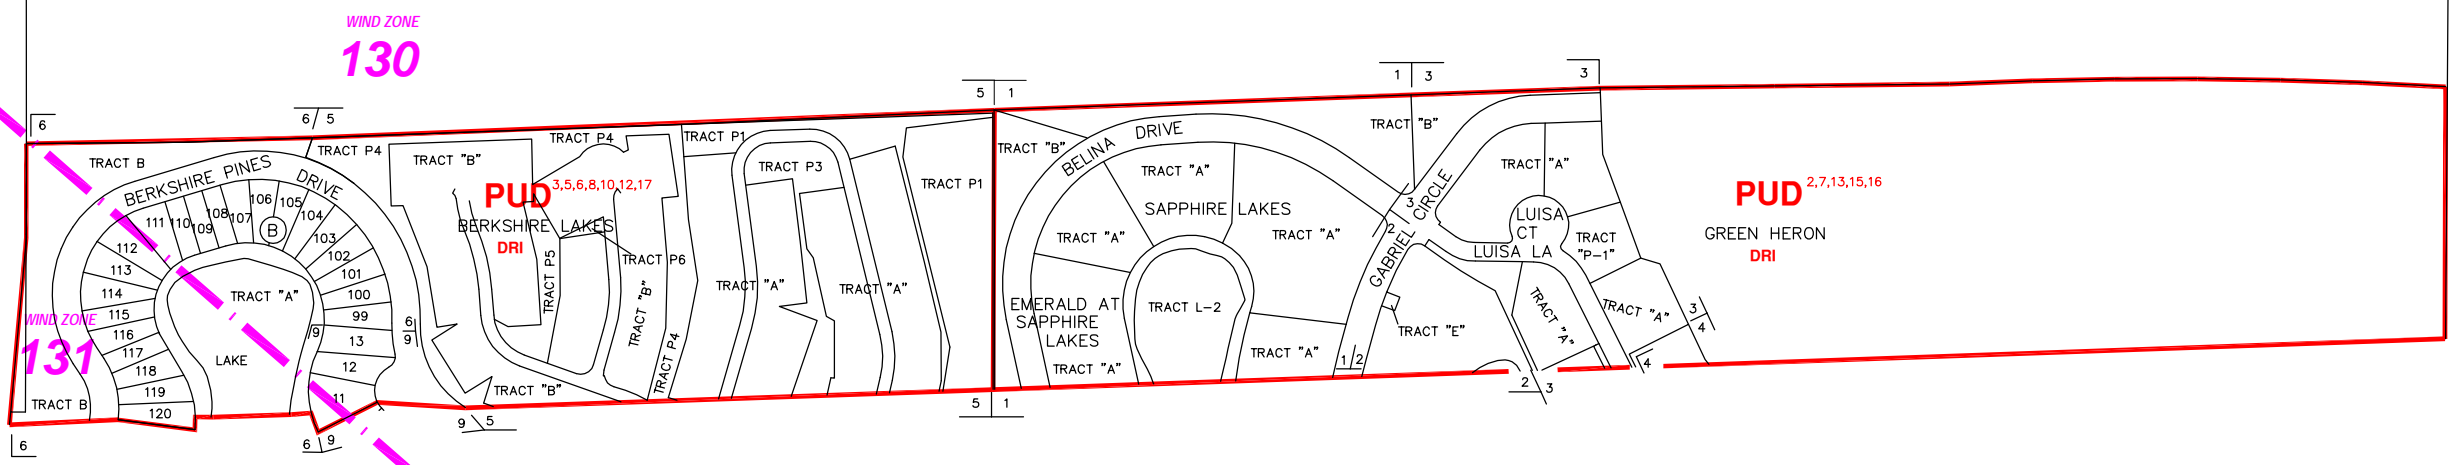 WIND ZONE
130
6
6
5
5
1
1
3
3
TRACT B
BERKSHIRE PINES DRIVE
TRACT P4
TRACT "B"
TRACT P4
TRACT P1
TRACT P3
TRACT P1
TRACT "B"
BELINA DRIVE
TRACT "A"
TRACT "B"
TRACT "A"
PUD 3,5,6,8,10,12,17
BERKSHIRE LAKES
DRI
PUD 2,7,13,15,16
GREEN HERON
DRI
106
105
104
103
102
101
100
99
13
12
11
107
108
109
110
111
112
113
114
115
116
117
118
119
120
B
TRACT "A"
LAKE
9
6
9
TRACT P5
TRACT P6
TRACT "B"
TRACT P4
TRACT "A"
TRACT "A"
SAPPHIRE LAKES
TRACT "A"
TRACT "A"
3
2
GABRIEL CIRCLE
LUISA
CT
LUISA LA
TRACT
"P-1"
EMERALD AT
SAPPHIRE
LAKES
TRACT L-2
TRACT "A"
TRACT "A"
TRACT "E"
TRACT "A"
TRACT "A"
3
4
1
2
4
WIND ZONE
131
TRACT B
TRACT "B"
6
6
9
9
5
5
1
2
3